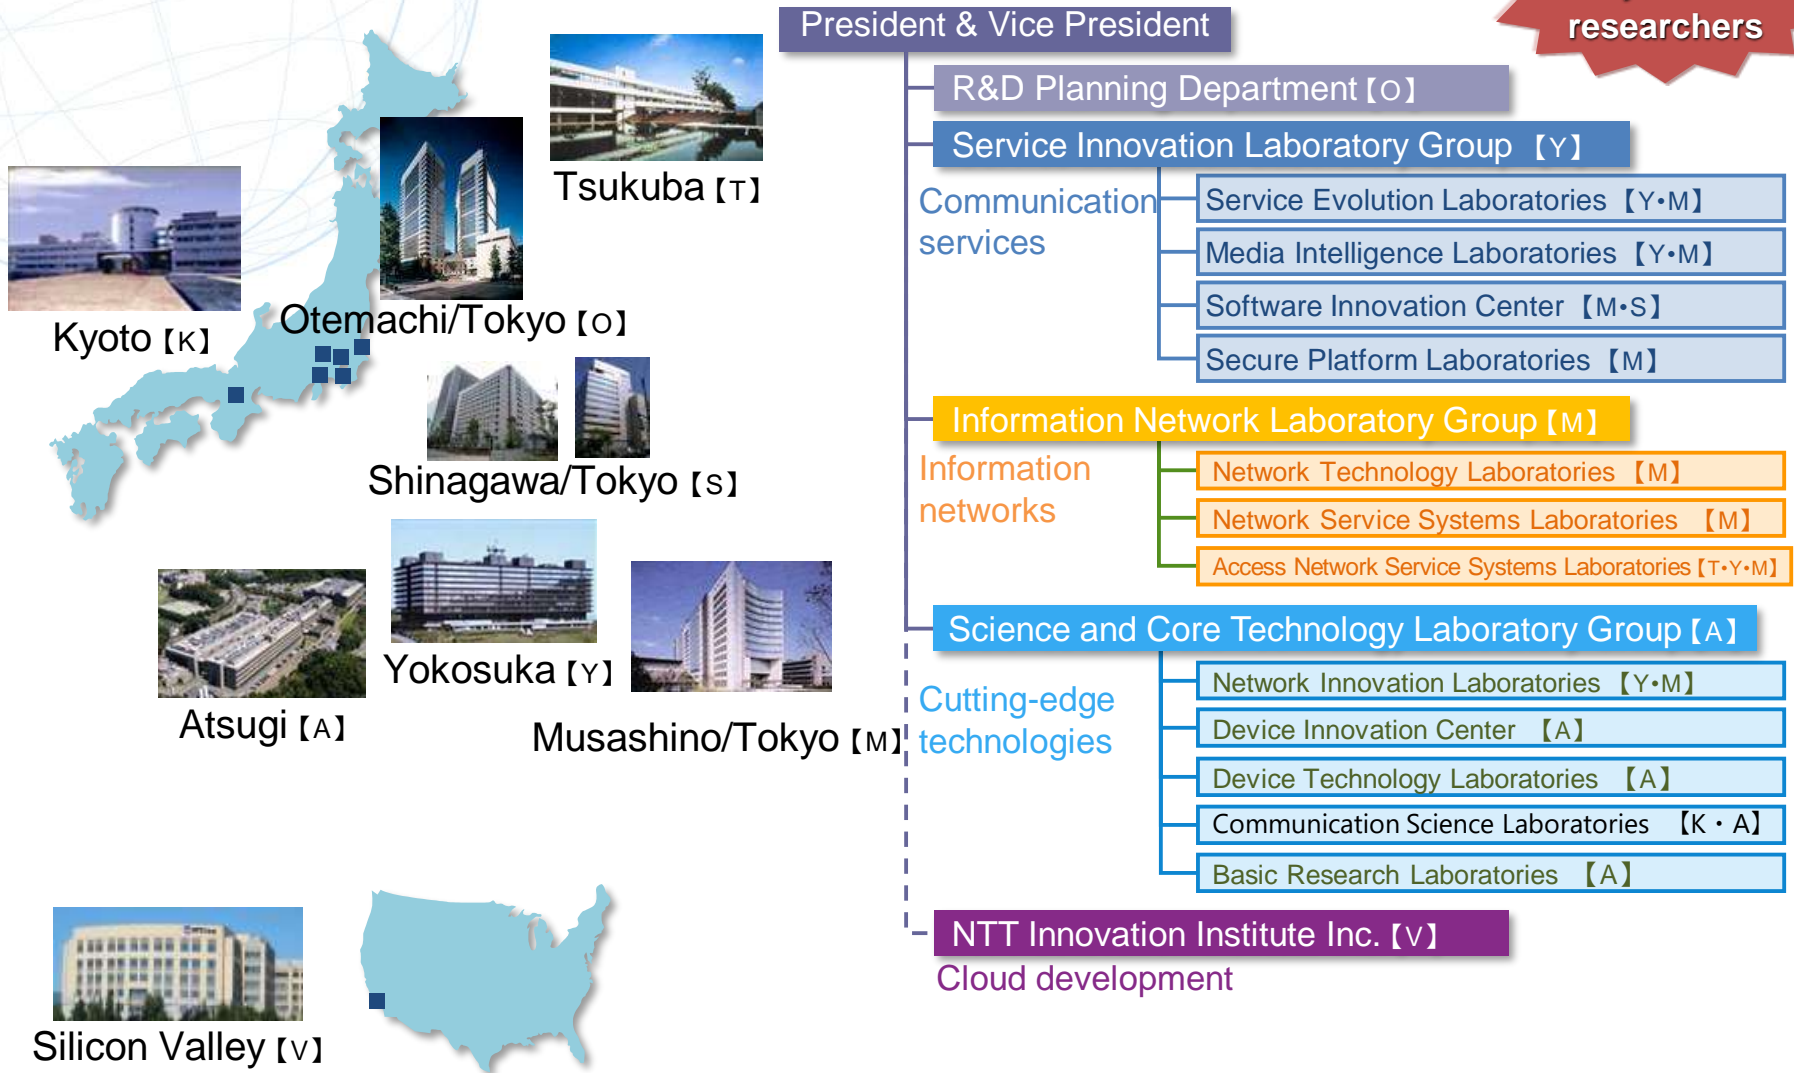 President & Vice President
researchers
R&D Planning Department【O】
Service Innovation Laboratory Group 【Y】
Communication
services
Service Evolution Laboratories 【Y•M】
Media Intelligence Laboratories 【Y•M】
Software Innovation Center 【M•S】
Secure Platform Laboratories 【M】
Information Network Laboratory Group【M】
Information
networks
Network Technology Laboratories 【M】
Network Service Systems Laboratories 【M】
Access Network Service Systems Laboratories【T•Y•M】
Science and Core Technology Laboratory Group【A】
Cutting-edge
technologies
Network Innovation Laboratories 【Y•M】
Device Innovation Center 【A】
Device Technology Laboratories 【A】
Communication Science Laboratories 【K・A】
Basic Research Laboratories 【A】
NTT Innovation Institute Inc.【V】
Cloud development
Tsukuba【T】
Kyoto【K】
Otemachi/Tokyo【O】
Shinagawa/Tokyo【S】
Yokosuka【Y】
Atsugi【A】
Musashino/Tokyo【M】
Silicon Valley【V】